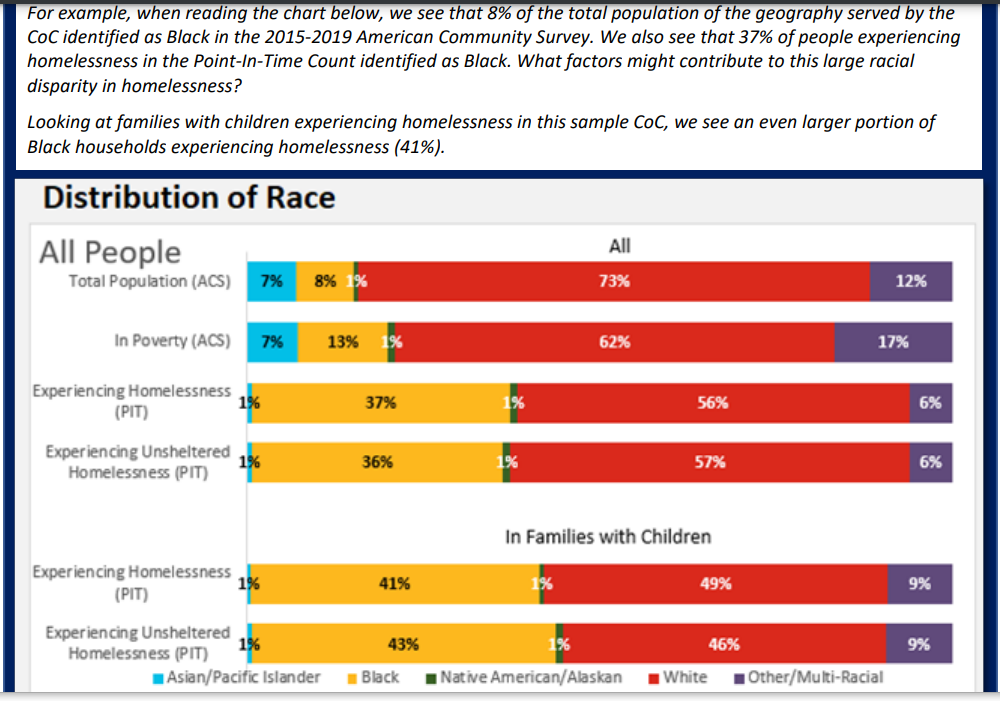 For example, when reading the chart below, we see that 8% of the total population of the geography served by the
CoC identified as Black in the 2015-2019 American Community Survey. We also see that 37% of people experiencing
homelessness in the Point-In-Time Count identified as Black. What factors might contribute to this large racial
disparity in homelessness?
Looking at families with children experiencing homelessness in this sample CoC, we see an even larger portion of
Black households experiencing homelessness (41%).
Distribution of Race
All People
All
Total Population (ACS) 7% 8% 1% 73% 12%
In Poverty (ACS) 7% 13% 1% 62% 17%
Experiencing Homelessness
(PIT) 1% 37% 1% 56% 6%
Experiencing Unsheltered
Homelessness (PIT) 1% 36% 1% 57% 6%
In Families with Children
Experiencing Homelessness
(PIT) 1% 41% 1% 49% 9%
Experiencing Unsheltered
Homelessness (PIT) 1% 43% 1% 46% 9%
Asian/Pacific Islander Black Native American/Alaskan White Other/Multi-Racial